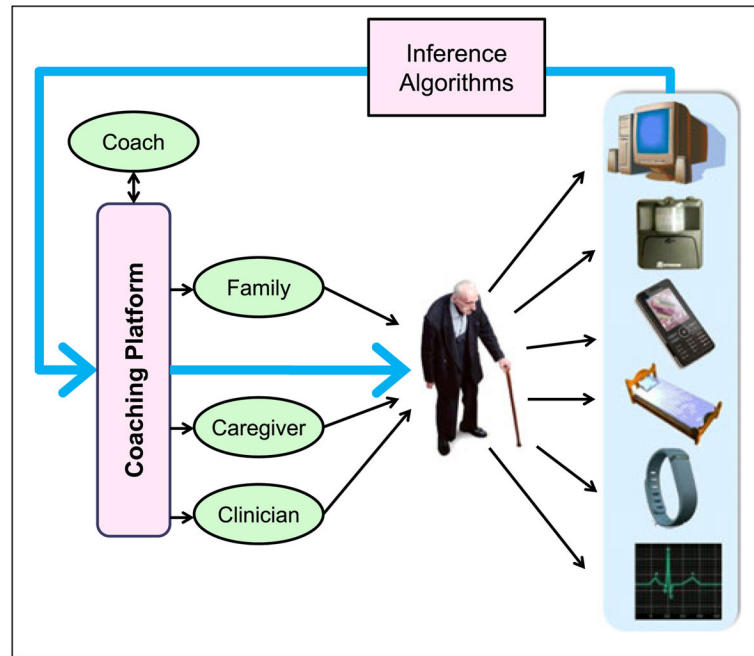 Inference
Algorithms
Coach
Coaching Platform
Family
Caregiver
Clinician